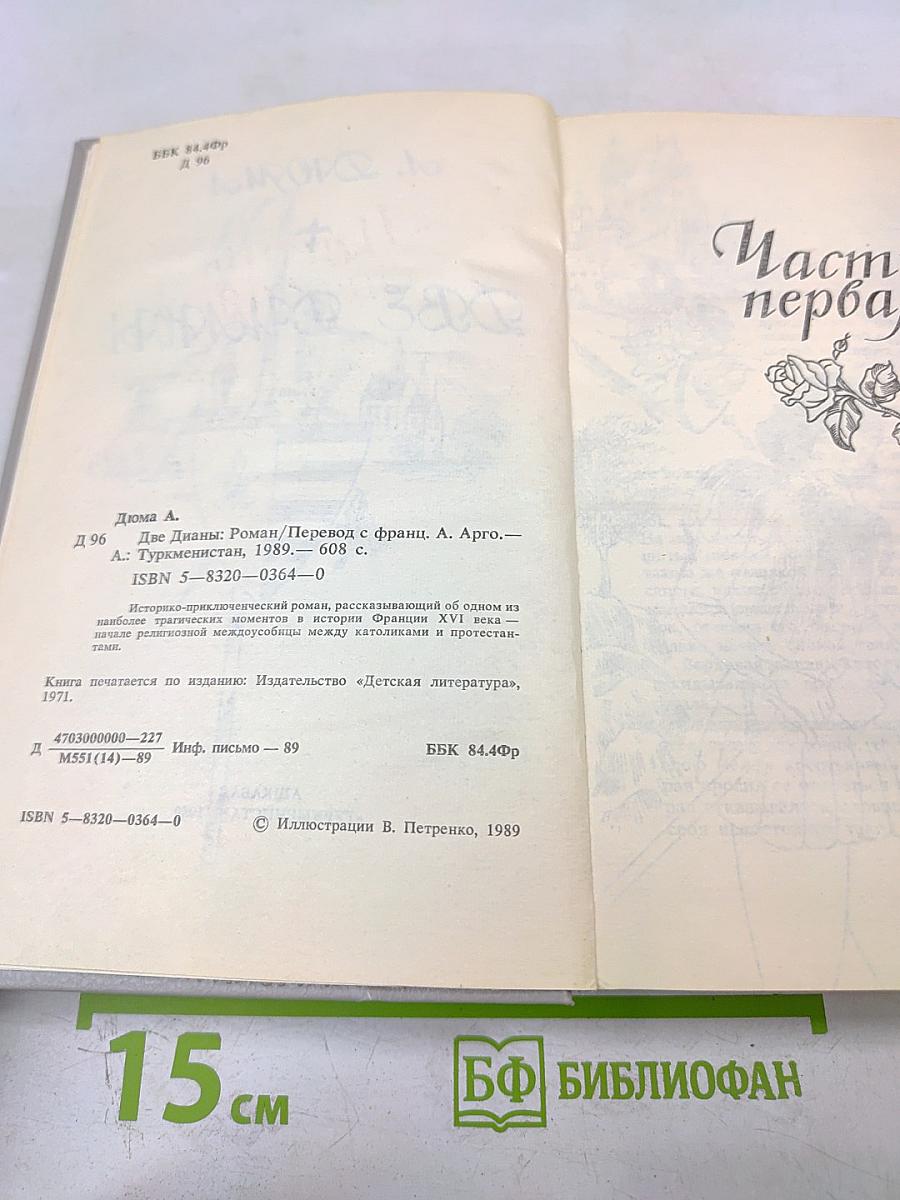 ББК 84.4Фр
Д 96
Дюма А.
Д 96 Две Дианы: Роман/Перевод с франц. А. Арго.—
А.: Туркменистан, 1989.— 608 с.
ISBN 5—8320—0364—0
Историко-приключенческий роман, рассказывающий об одном из
наиболее трагических моментов в истории Франции XVI века —
начале религиозной междоусобицы между католиками и протестан-
тами.
Книга печатается по изданию: Издательство «Детская литература»,
1971.
Д 4703000000—227
М551(14)—89
Инф. письмо — 89
ББК 84.4Фр
ISBN 5—8320—0364—0
© Иллюстрации В. Петренко, 1989
Част
перва
15 см
БФ БИБЛИОФАН